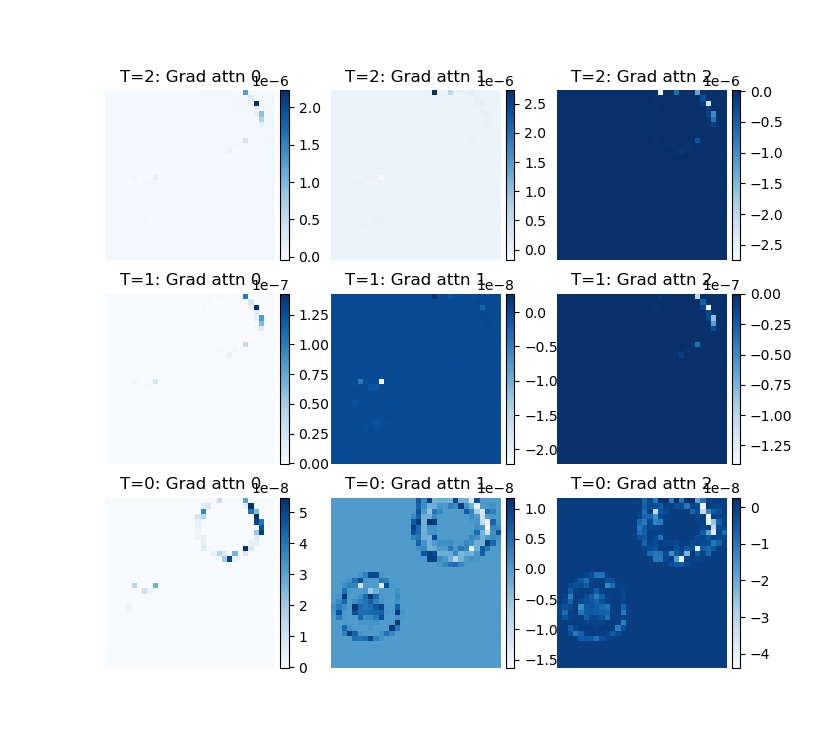 T=2: Grad attn 0
1e−6
T=2: Grad attn 1
1e−6
T=2: Grad attn 2
1e−6
2.0
1.5
1.0
0.5
0.0
2.5
2.0
1.5
1.0
0.5
0.0
0.0
−0.5
−1.0
−1.5
−2.0
−2.5
T=1: Grad attn 0
1e−7
T=1: Grad attn 1
1e−8
T=1: Grad attn 2
1e−7
1.25
1.00
0.75
0.50
0.25
0.00
0.0
−0.5
−1.0
−1.5
−2.0
0.00
−0.25
−0.50
−0.75
−1.00
−1.25
T=0: Grad attn 0
1e−8
T=0: Grad attn 1
1e−8
T=0: Grad attn 2
1e−8
5
4
3
2
1
0
1.0
0.5
0.0
−0.5
−1.0
−1.5
0
−1
−2
−3
−4